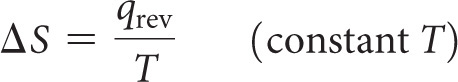 ΔS = q_rev / T (constant T)